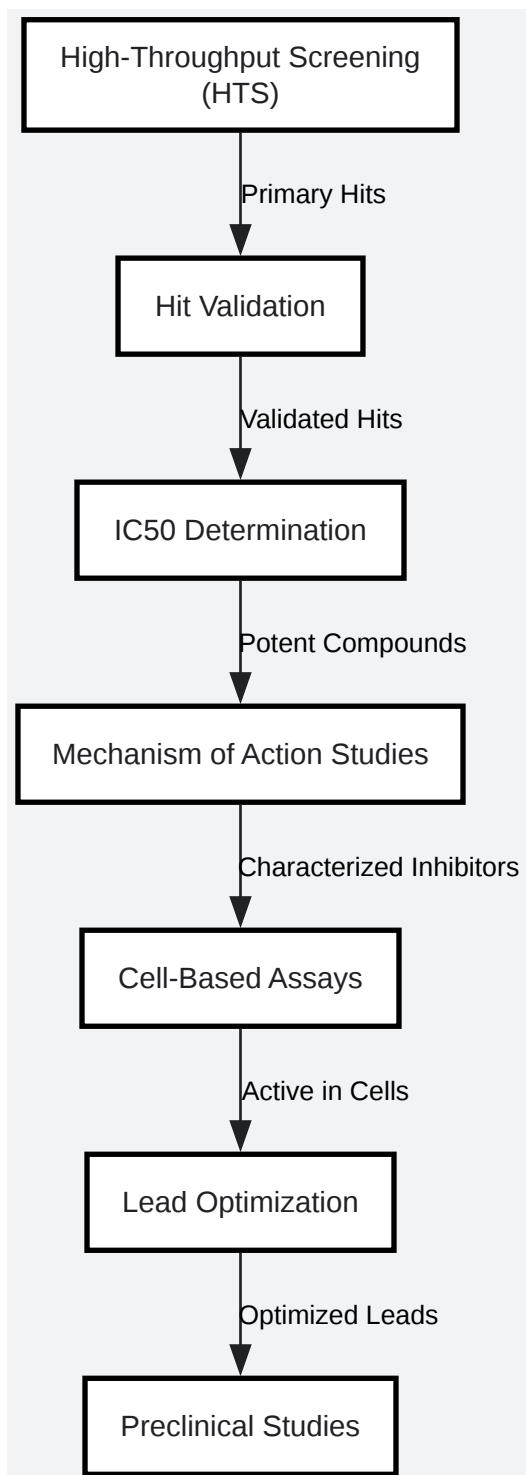 High-Throughput Screening
(HTS)
Primary Hits
Hit Validation
Validated Hits
IC50 Determination
Potent Compounds
Mechanism of Action Studies
Characterized Inhibitors
Cell-Based Assays
Active in Cells
Lead Optimization
Optimized Leads
Preclinical Studies